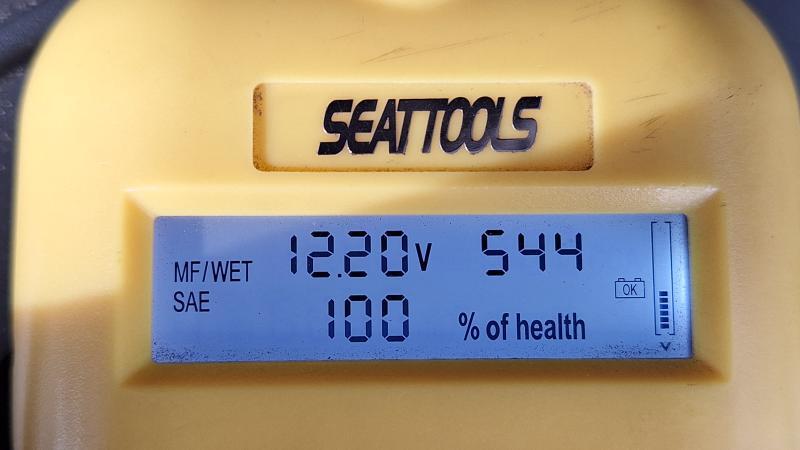 SEATTOOLS
MF/WET 12.20V 544
SAE 100 % of health
OK
V